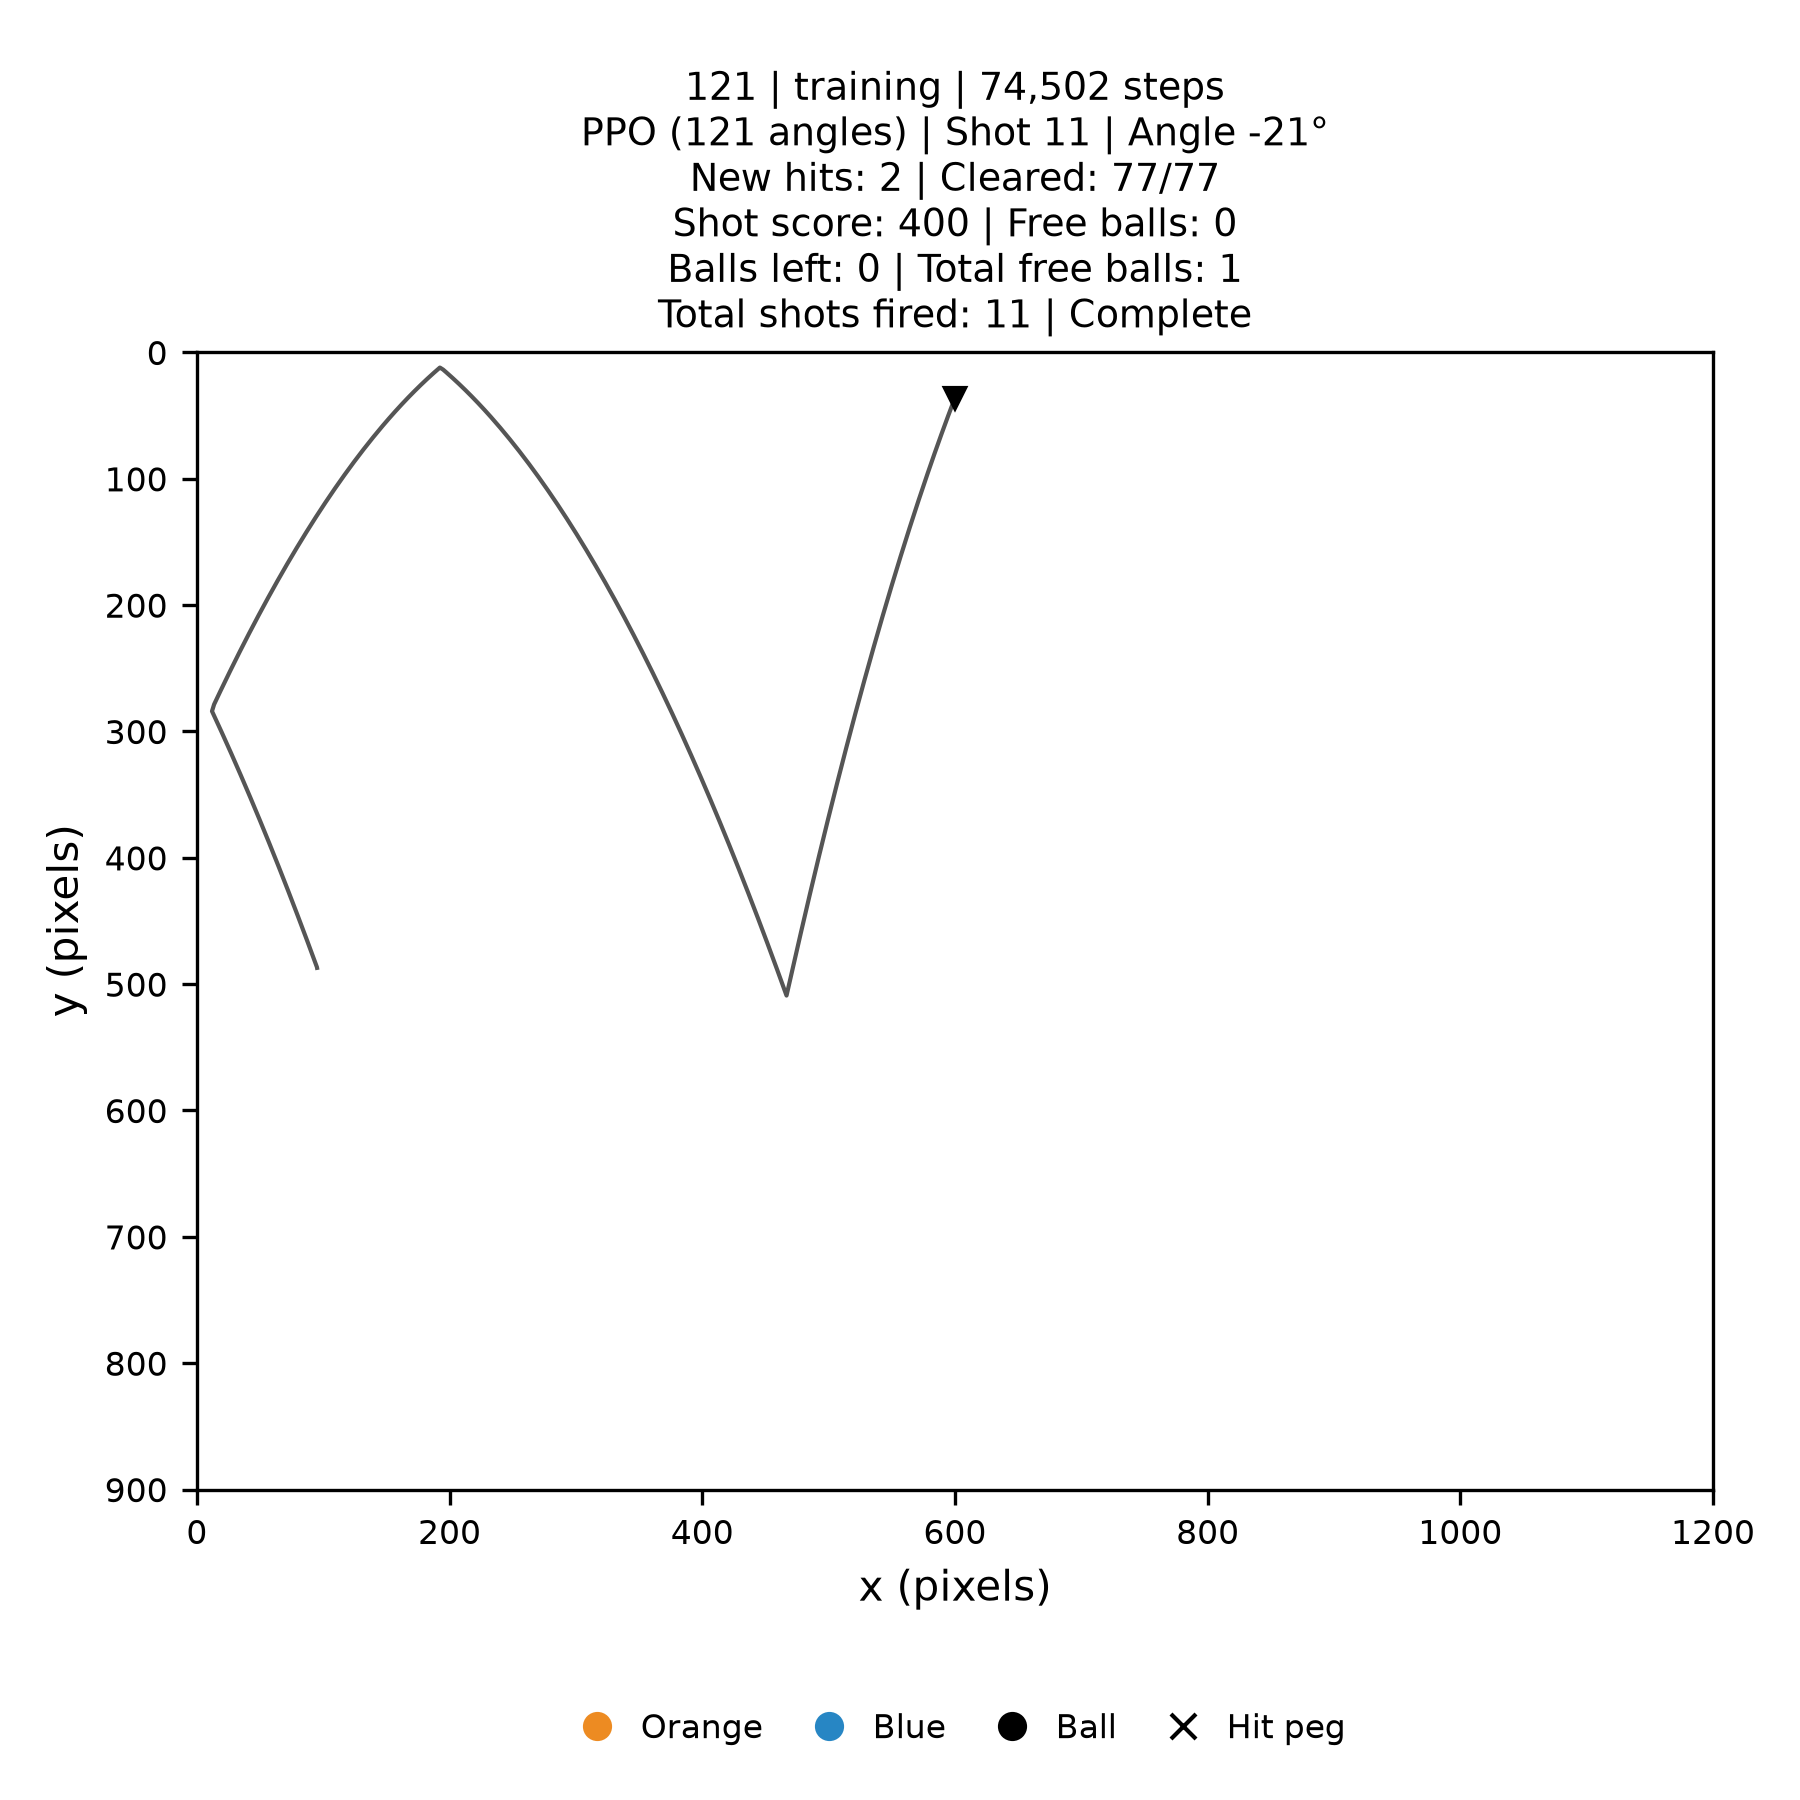 121 | training | 74,502 steps
PPO (121 angles) | Shot 11 | Angle -21°
New hits: 2 | Cleared: 77/77
Shot score: 400 | Free balls: 0
Balls left: 0 | Total free balls: 1
Total shots fired: 11 | Complete
0
100
200
300
400
500
600
700
800
900
y (pixels)
0 200 400 600 800 1000 1200
x (pixels)
Orange Blue Ball Hit peg